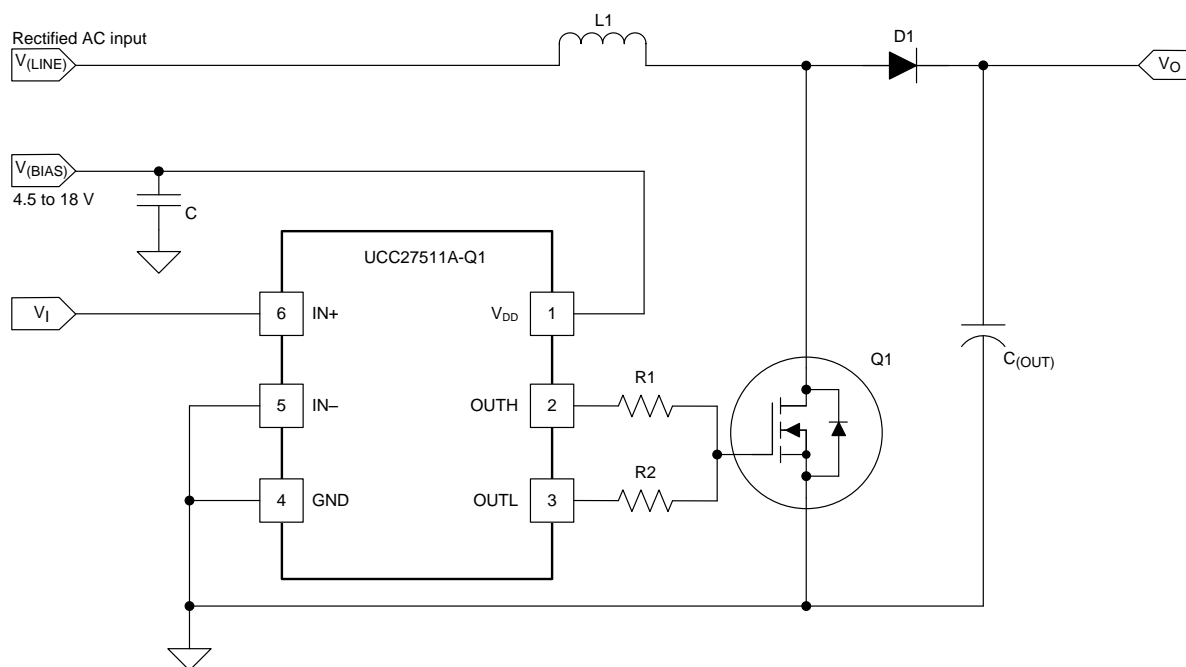 L1
Rectified AC input
D1
V(LINE)
VO
V(BIAS)
4.5 to 18 V
C
UCC27511A-Q1
VI
6
IN+
VDD
1
C(OUT)
Q1
R1
5
IN–
OUTH
2
R2
4
GND
OUTL
3